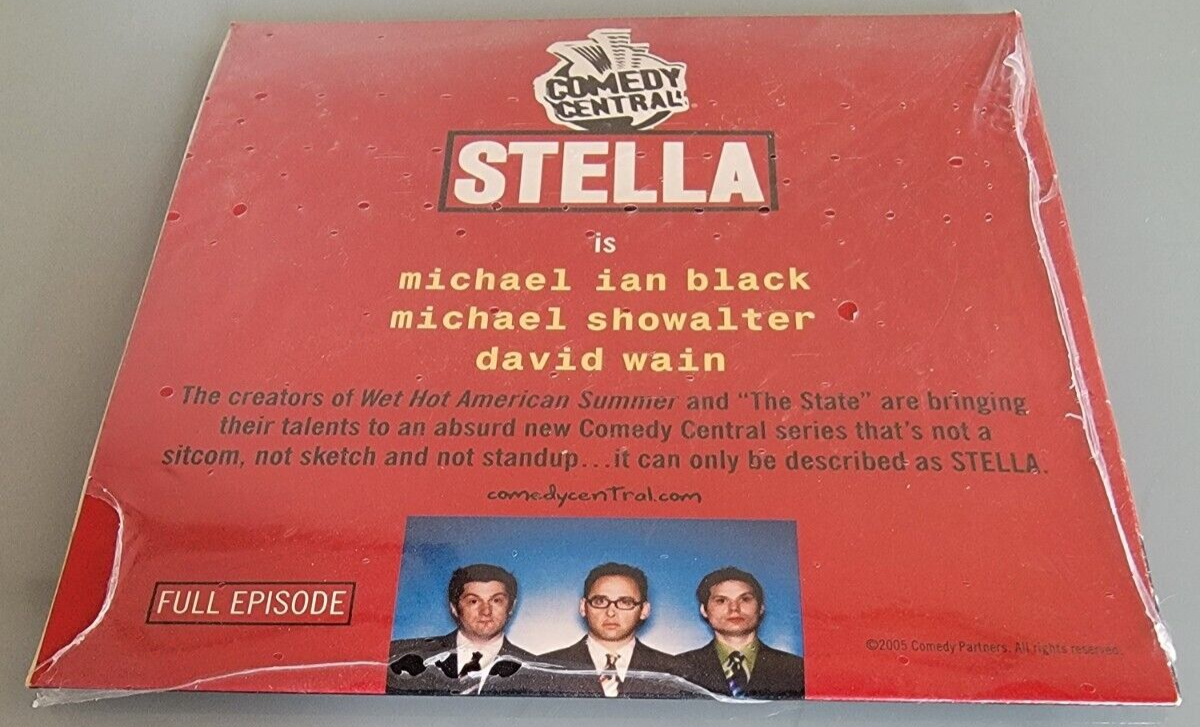 COMEDY
CENTRAL
STELLA
is
michael ian black
michael showalter
david wain
The creators of Wet Hot American Summer and “The State” are bringing
their talents to an absurd new Comedy Central series that's not a
sitcom, not sketch and not standup...it can only be described as STELLA.
comedycenTral.com
FULL EPISODE
©2005 Comedy Partners. All rights reserved.